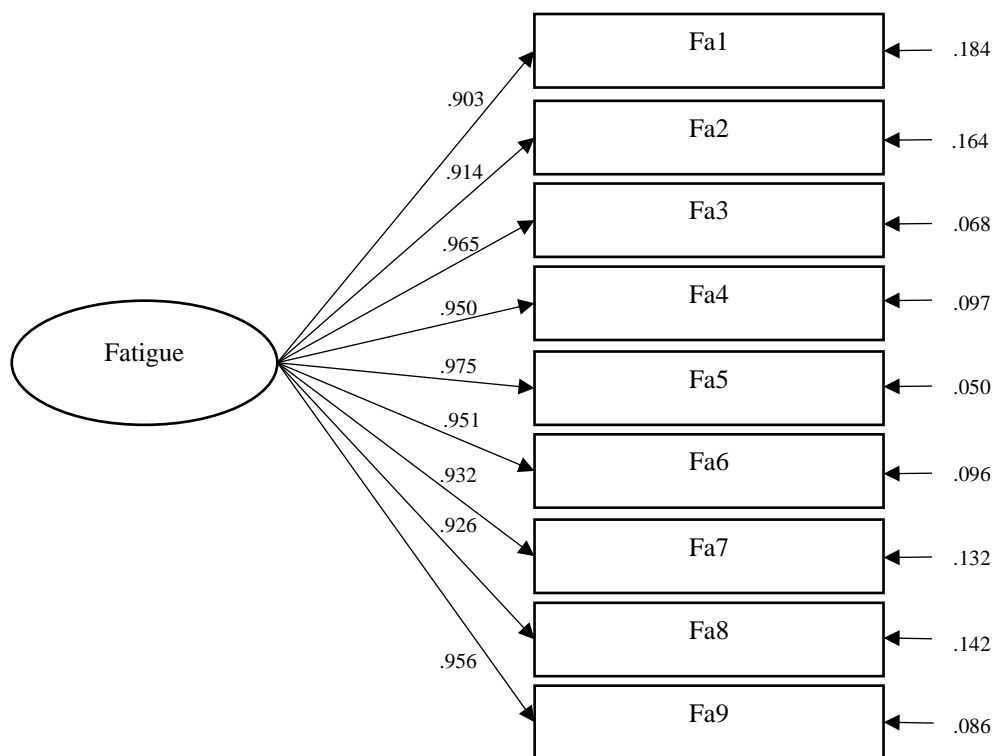 Fa1
.184
.903
Fa2
.164
.914
Fa3
.068
.965
Fa4
.097
.950
Fatigue
Fa5
.050
.975
Fa6
.096
.951
.932
Fa7
.132
.926
Fa8
.142
.956
Fa9
.086